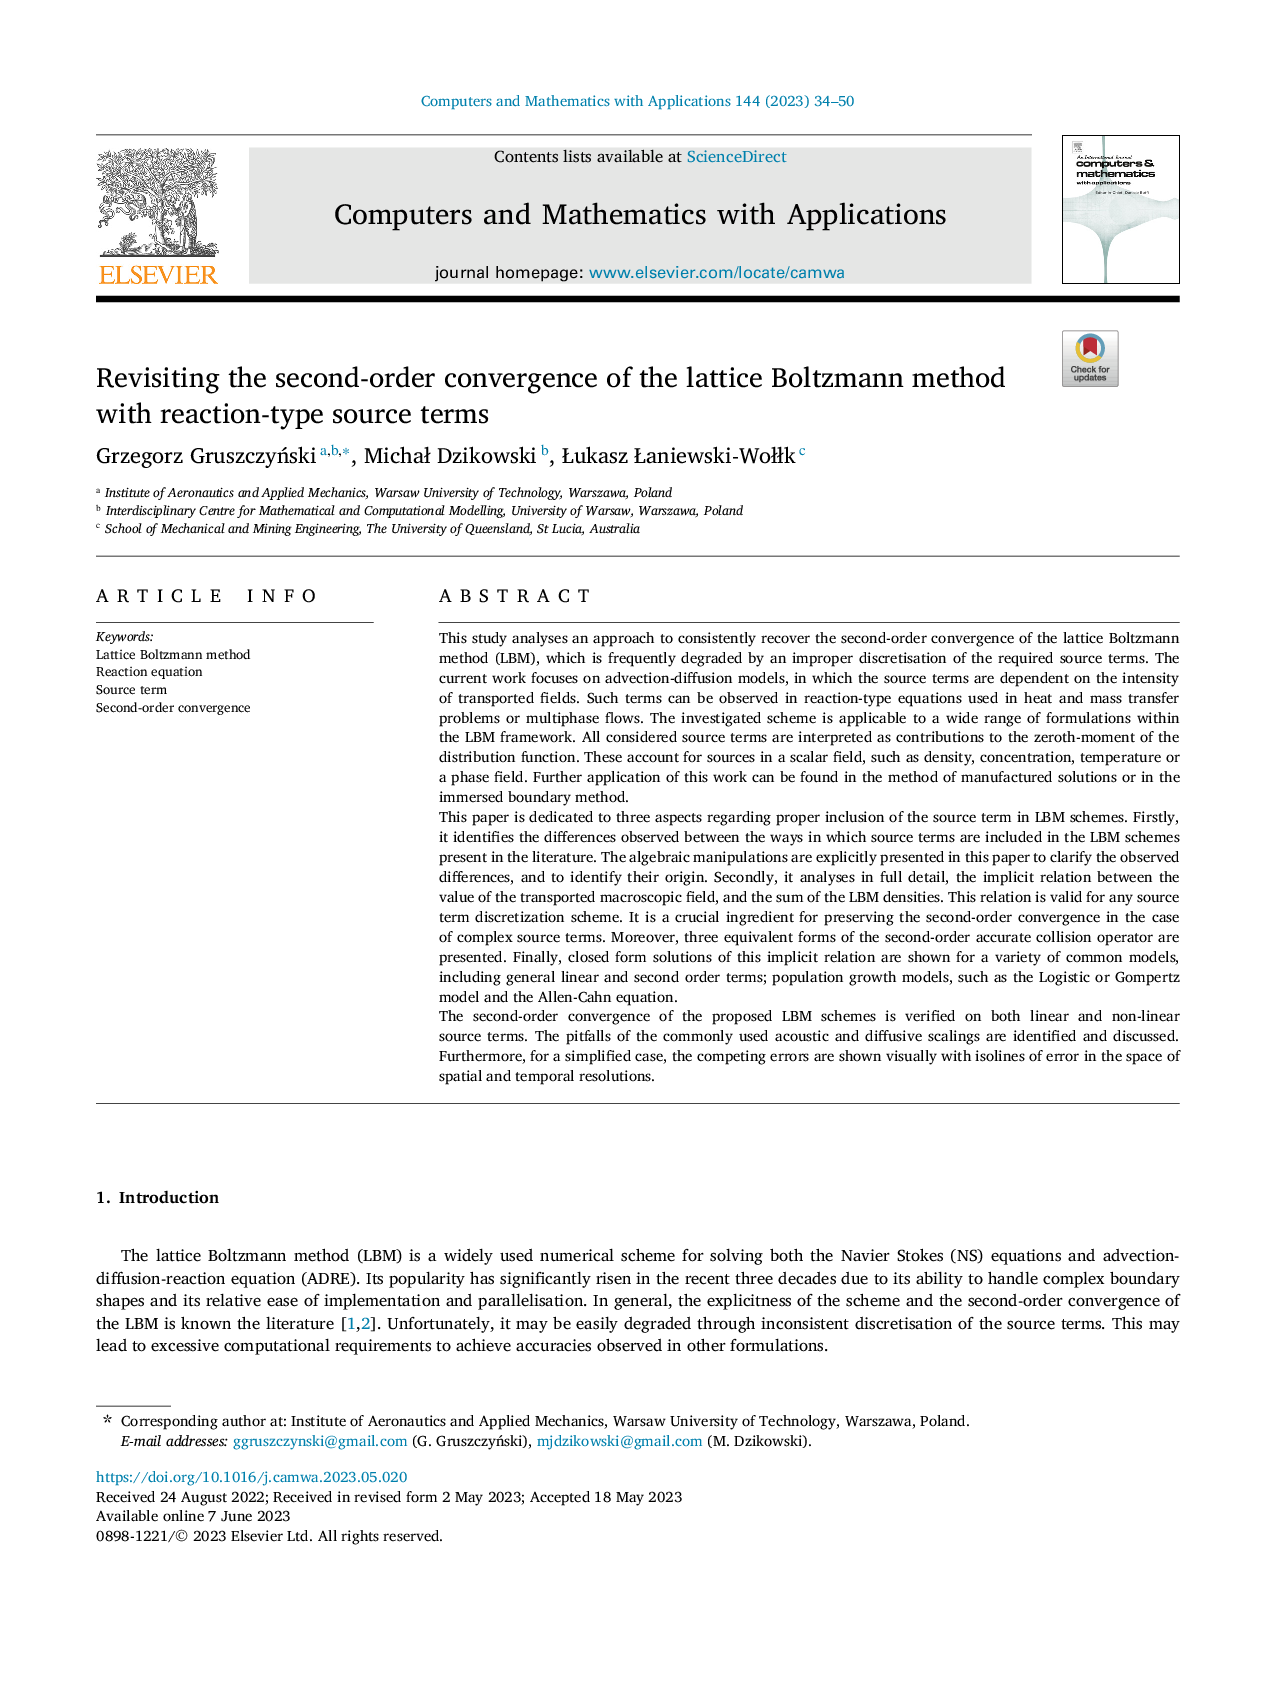 Computers and Mathematics with Applications 144 (2023) 34–50
Contents lists available at ScienceDirect
Computers and Mathematics with Applications
journal homepage: www.elsevier.com/locate/camwa
ELSEVIER
An International Journal
computers &
mathematics
with applications
Check for
updates
Revisiting the second-order convergence of the lattice Boltzmann method
with reaction-type source terms
Grzegorz Gruszczyński a,b,*, Michał Dzikowski b, Łukasz Łaniewski-Wołłk c
a Institute of Aeronautics and Applied Mechanics, Warsaw University of Technology, Warszawa, Poland
b Interdisciplinary Centre for Mathematical and Computational Modelling, University of Warsaw, Warszawa, Poland
c School of Mechanical and Mining Engineering, The University of Queensland, St Lucia, Australia
ARTICLE INFO
Keywords:
Lattice Boltzmann method
Reaction equation
Source term
Second-order convergence
ABSTRACT
This study analyses an approach to consistently recover the second-order convergence of the lattice Boltzmann
method (LBM), which is frequently degraded by an improper discretisation of the required source terms. The
current work focuses on advection-diffusion models, in which the source terms are dependent on the intensity
of transported fields. Such terms can be observed in reaction-type equations used in heat and mass transfer
problems or multiphase flows. The investigated scheme is applicable to a wide range of formulations within
the LBM framework. All considered source terms are interpreted as contributions to the zeroth-moment of the
distribution function. These account for sources in a scalar field, such as density, concentration, temperature or
a phase field. Further application of this work can be found in the method of manufactured solutions or in the
immersed boundary method.
This paper is dedicated to three aspects regarding proper inclusion of the source term in LBM schemes. Firstly,
it identifies the differences observed between the ways in which source terms are included in the LBM schemes
present in the literature. The algebraic manipulations are explicitly presented in this paper to clarify the observed
differences, and to identify their origin. Secondly, it analyses in full detail, the implicit relation between the
value of the transported macroscopic field, and the sum of the LBM densities. This relation is valid for any source
term discretization scheme. It is a crucial ingredient for preserving the second-order convergence in the case
of complex source terms. Moreover, three equivalent forms of the second-order accurate collision operator are
presented. Finally, closed form solutions of this implicit relation are shown for a variety of common models,
including general linear and second order terms; population growth models, such as the Logistic or Gompertz
model and the Allen-Cahn equation.
The second-order convergence of the proposed LBM schemes is verified on both linear and non-linear
source terms. The pitfalls of the commonly used acoustic and diffusive scalings are identified and discussed.
Furthermore, for a simplified case, the competing errors are shown visually with isolines of error in the space of
spatial and temporal resolutions.
1. Introduction
The lattice Boltzmann method (LBM) is a widely used numerical scheme for solving both the Navier Stokes (NS) equations and advection-
diffusion-reaction equation (ADRE). Its popularity has significantly risen in the recent three decades due to its ability to handle complex boundary
shapes and its relative ease of implementation and parallelisation. In general, the explicitness of the scheme and the second-order convergence of
the LBM is known the literature [1,2]. Unfortunately, it may be easily degraded through inconsistent discretisation of the source terms. This may
lead to excessive computational requirements to achieve accuracies observed in other formulations.
* Corresponding author at: Institute of Aeronautics and Applied Mechanics, Warsaw University of Technology, Warszawa, Poland.
E-mail addresses: ggruszczynski@gmail.com (G. Gruszczyński), mjdzikowski@gmail.com (M. Dzikowski).
https://doi.org/10.1016/j.camwa.2023.05.020
Received 24 August 2022; Received in revised form 2 May 2023; Accepted 18 May 2023
Available online 7 June 2023
0898-1221/© 2023 Elsevier Ltd. All rights reserved.